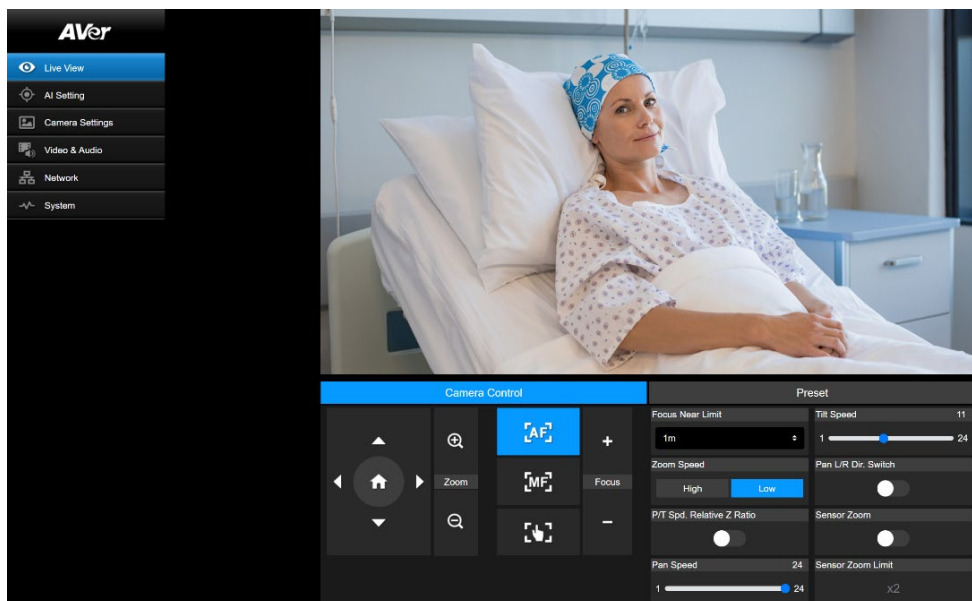 AVer
Live View
AI Setting
Camera Settings
Video & Audio
Network
System
Camera Control
Preset
Zoom
AF
MF
+
Focus
-
Focus Near Limit
1m
Tilt Speed 11
1 24
Zoom Speed
High Low
Pan L/R Dir. Switch
P/T Spd. Relative Z Ratio
Sensor Zoom
Pan Speed 24
1 24
Sensor Zoom Limit
x2